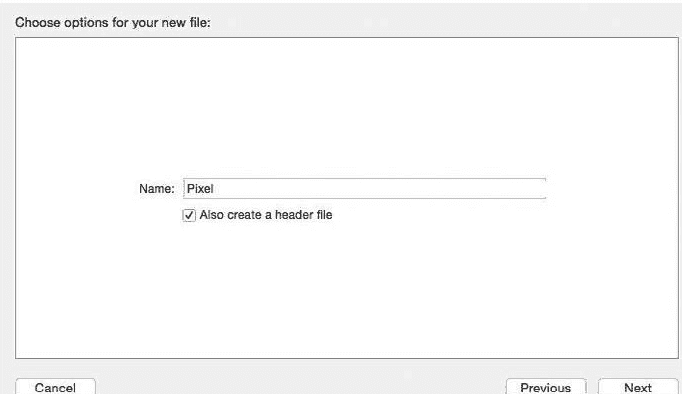 Choose options for your new file:
Name: Pixel
Also create a header file
Cancel Previous Next